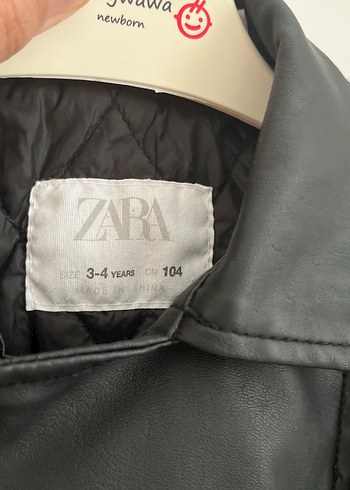 newborn
ZARA
SIZE 3-4 YEARS CM 104
MADE IN CHINA